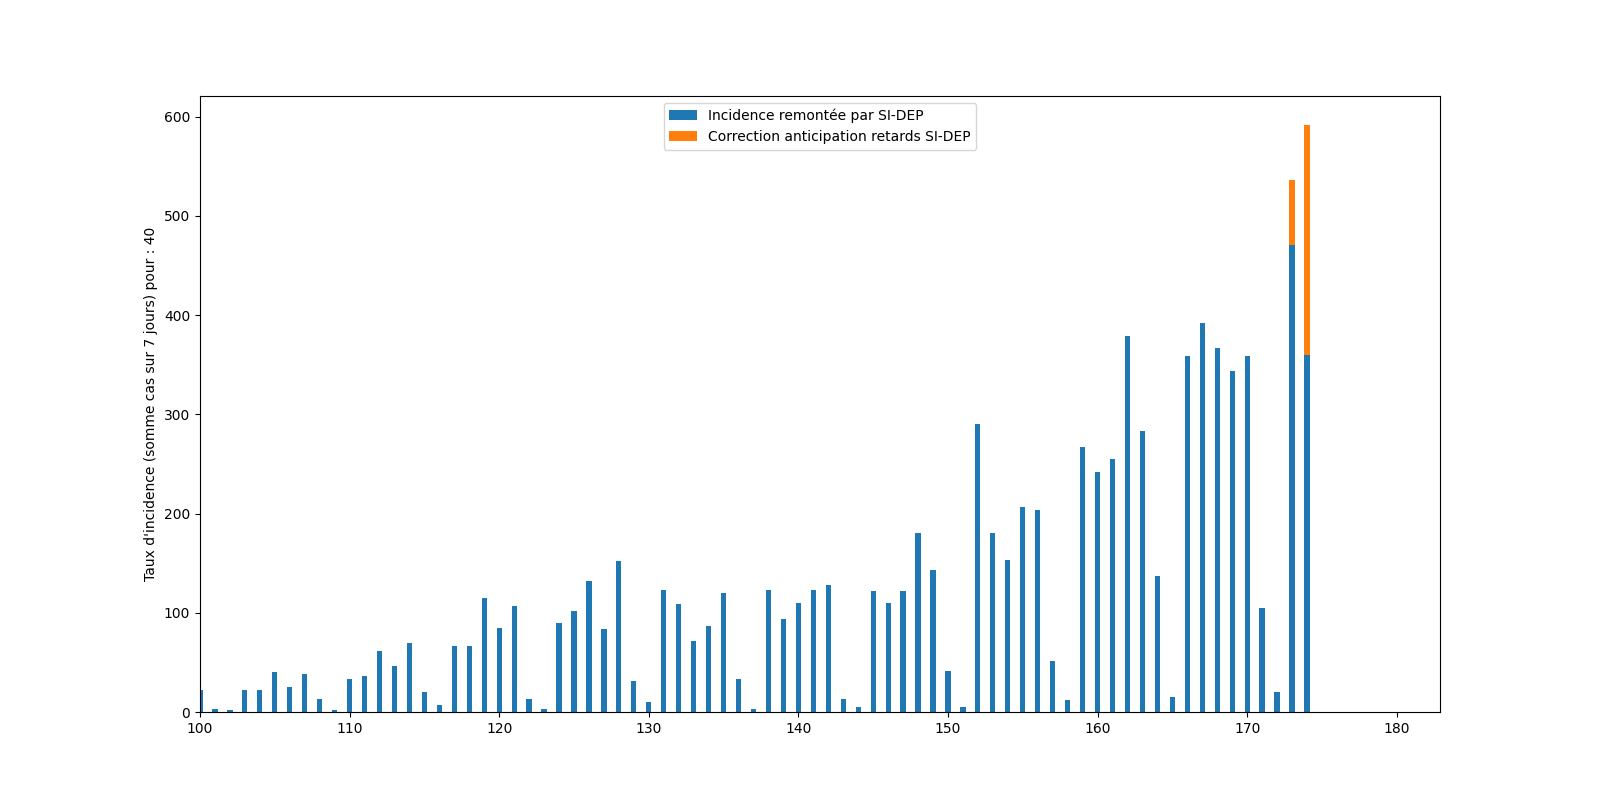 Incidence remontée par SI-DEP
Correction anticipation retards SI-DEP
Taux d'incidence (somme cas sur 7 jours) pour : 40
600
500
400
300
200
100
0
100 110 120 130 140 150 160 170 180